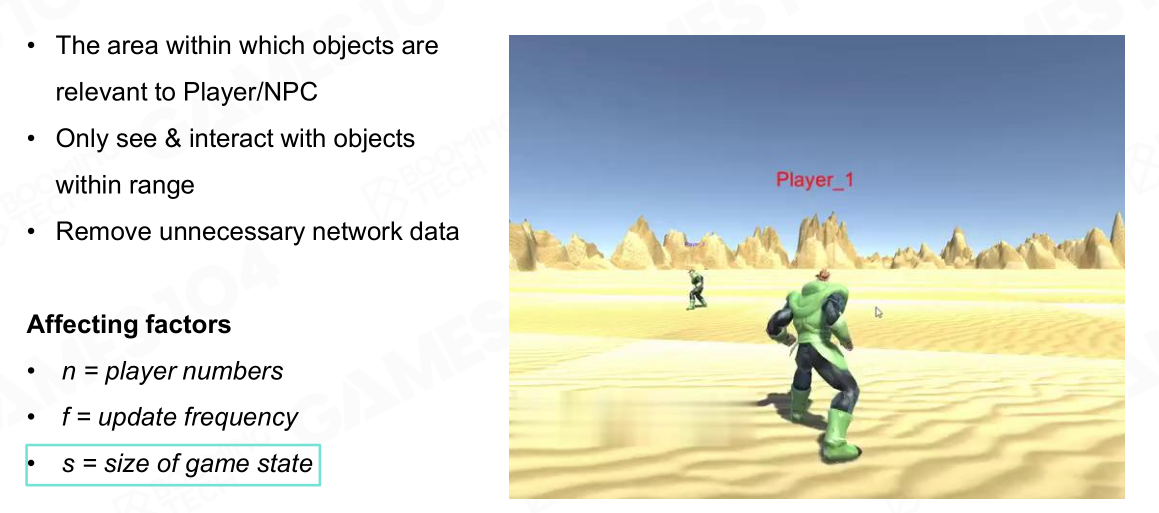 • The area within which objects are
relevant to Player/NPC
• Only see & interact with objects
within range
• Remove unnecessary network data
Affecting factors
• n = player numbers
• f = update frequency
• s = size of game state
Player_1